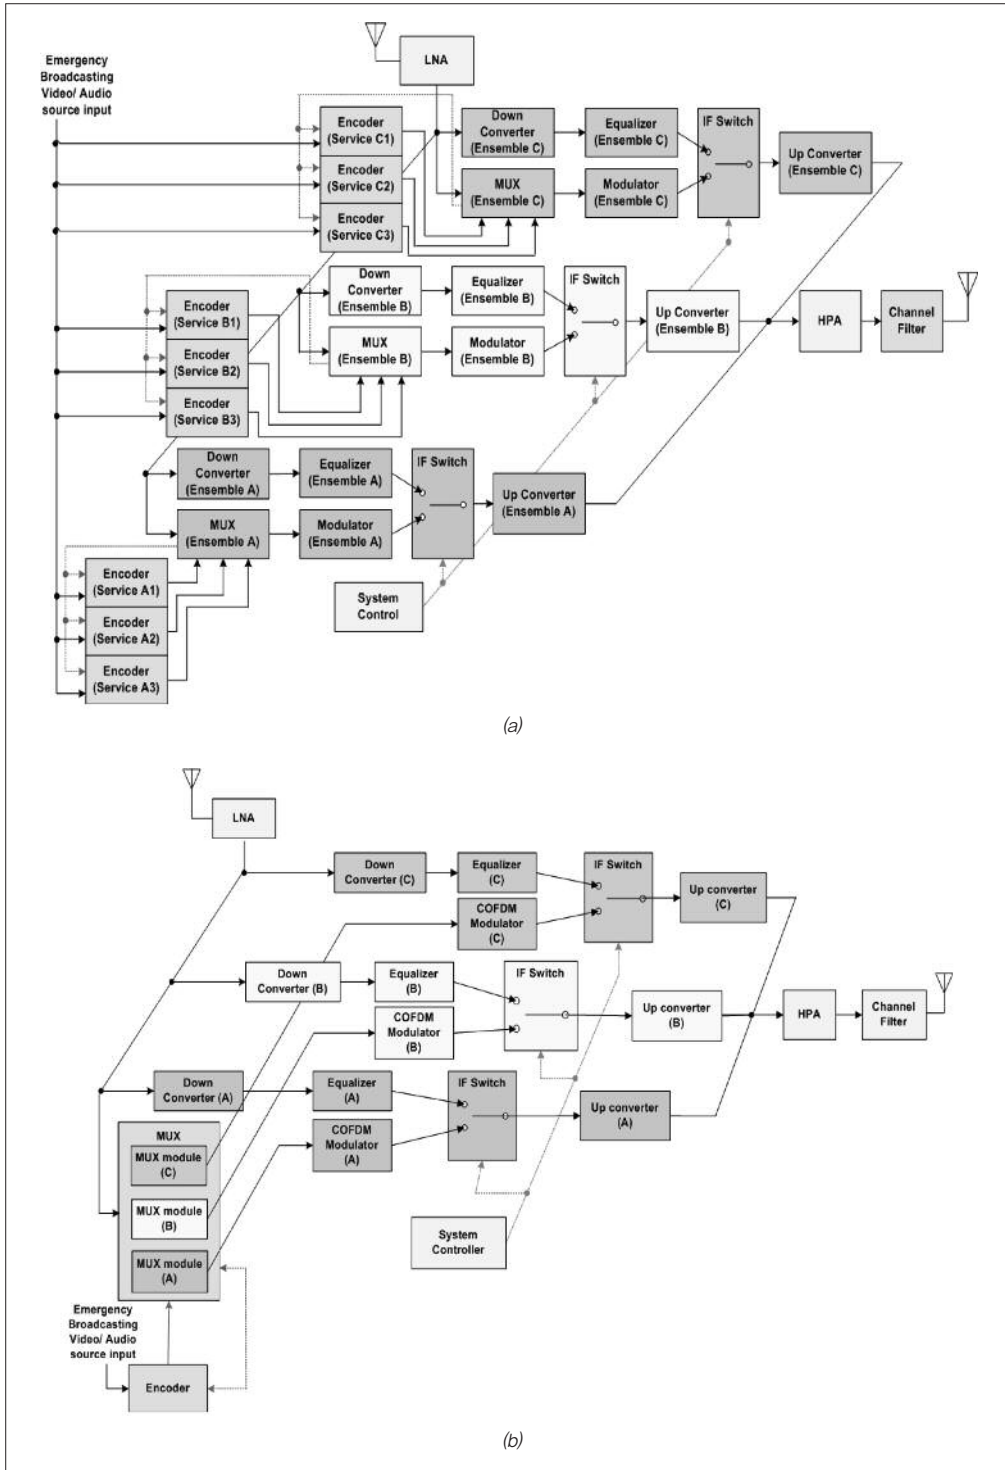 LNA
Emergency
Broadcasting
Video/ Audio
source input
Encoder
(Service C1)
Encoder
(Service C2)
Encoder
(Service C3)
Down
Converter
(Ensemble C)
Equalizer
(Ensemble C)
IF Switch
Up Converter
(Ensemble C)
MUX
(Ensemble C)
Modulator
(Ensemble C)
Encoder
(Service B1)
Encoder
(Service B2)
Encoder
(Service B3)
Down
Converter
(Ensemble B)
Equalizer
(Ensemble B)
IF Switch
Up Converter
(Ensemble B)
HPA
Channel
Filter
MUX
(Ensemble B)
Modulator
(Ensemble B)
Down
Converter
(Ensemble A)
Equalizer
(Ensemble A)
IF Switch
Up Converter
(Ensemble A)
MUX
(Ensemble A)
Modulator
(Ensemble A)
Encoder
(Service A1)
Encoder
(Service A2)
Encoder
(Service A3)
System
Control
(a)
LNA
Down
Converter (C)
Equalizer
(C)
IF Switch
Up converter
(C)
COFDM
Modulator
(C)
Down
Converter (B)
Equalizer
(B)
IF Switch
Up converter
(B)
HPA
Channel
Filter
COFDM
Modulator
(B)
Down
Converter (A)
Equalizer
(A)
IF Switch
Up converter
(A)
COFDM
Modulator
(A)
MUX
MUX module
(C)
MUX module
(B)
MUX module
(A)
System
Controller
Emergency
Broadcasting
Video/ Audio
source input
Encoder
(b)